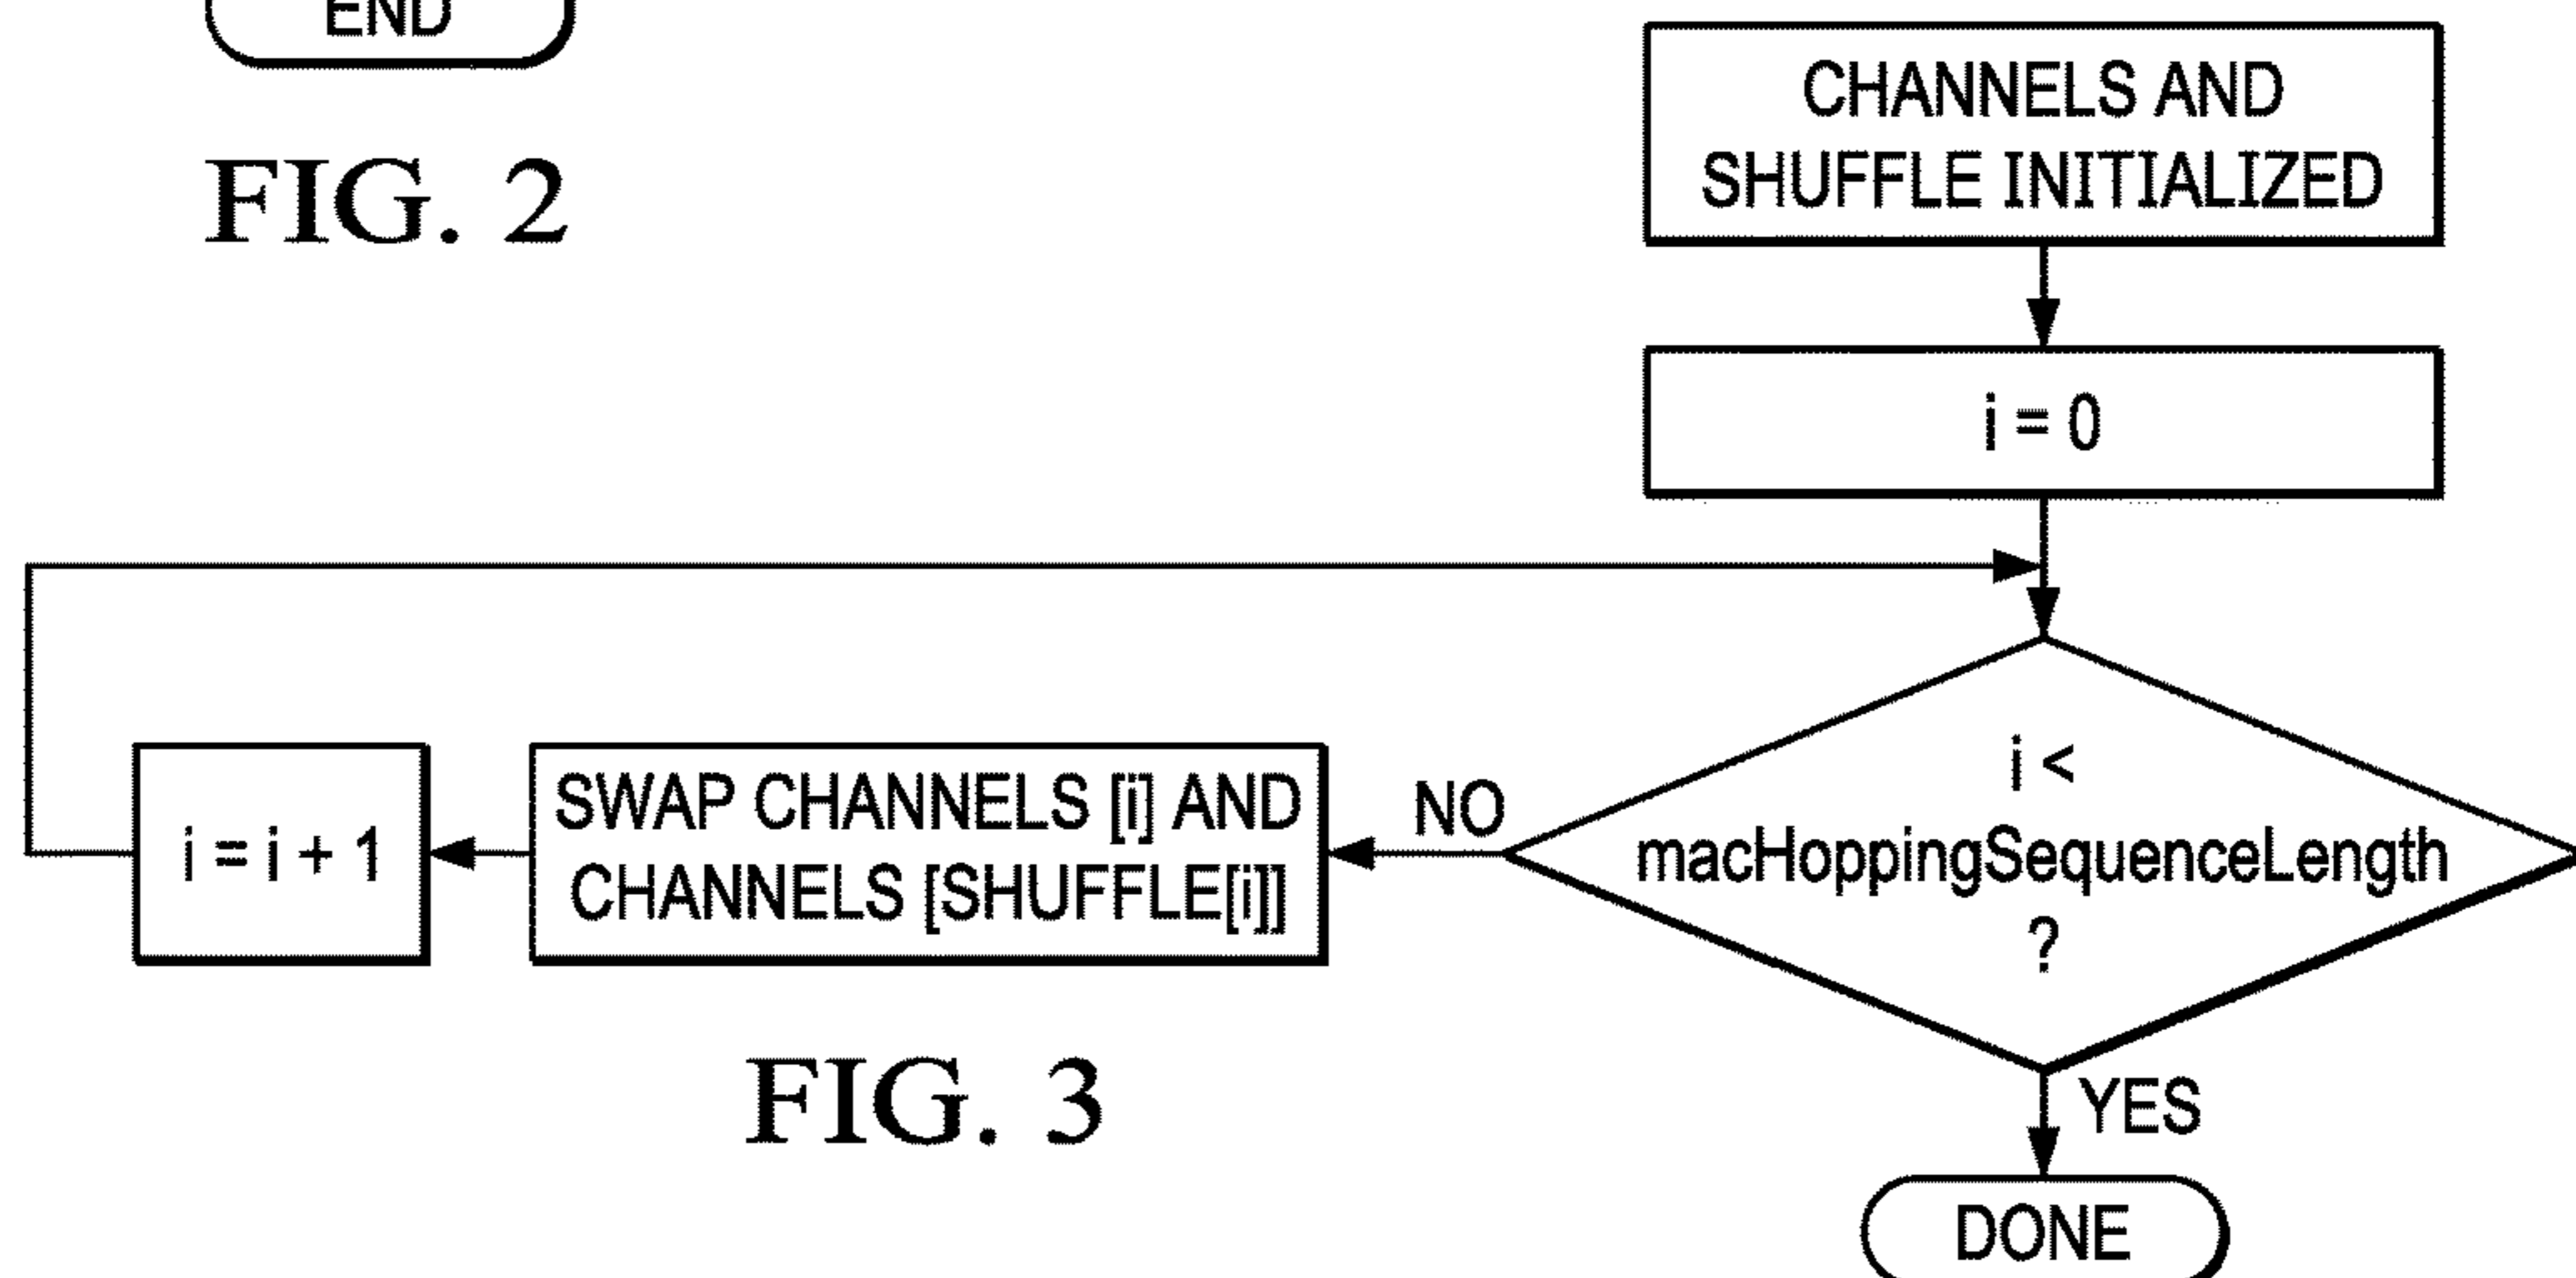 END
FIG. 2
CHANNELS AND
SHUFFLE INITIALIZED
i = 0
i <
macHoppingSequenceLength
?
NO
SWAP CHANNELS [i] AND
CHANNELS [SHUFFLE[i]]
i = i + 1
YES
DONE
FIG. 3